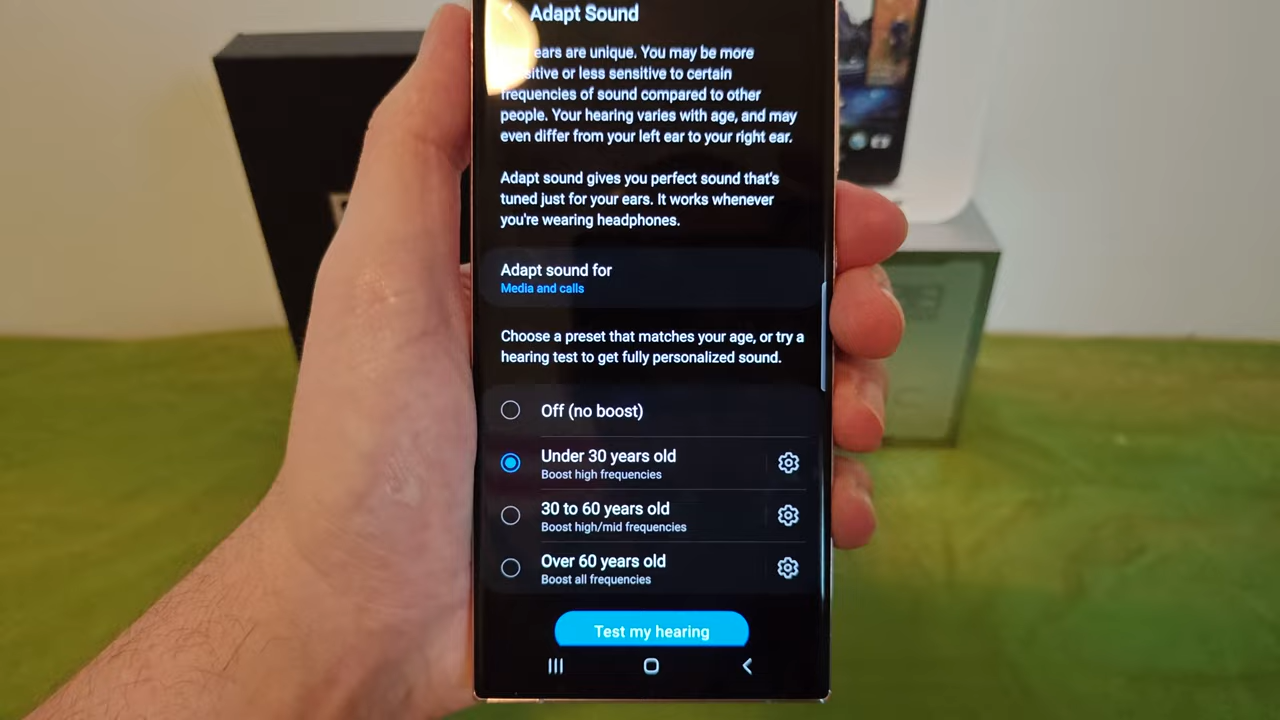 Adapt Sound
ears are unique. You may be more
sitive or less sensitive to certain
frequencies of sound compared to other
people. Your hearing varies with age, and may
even differ from your left ear to your right ear.
Adapt sound gives you perfect sound that's
tuned just for your ears. It works whenever
you're wearing headphones.
Adapt sound for
Media and calls
Choose a preset that matches your age, or try a
hearing test to get fully personalized sound.
Off (no boost)
Under 30 years old
Boost high frequencies
30 to 60 years old
Boost high/mid frequencies
Over 60 years old
Boost all frequencies
Test my hearing